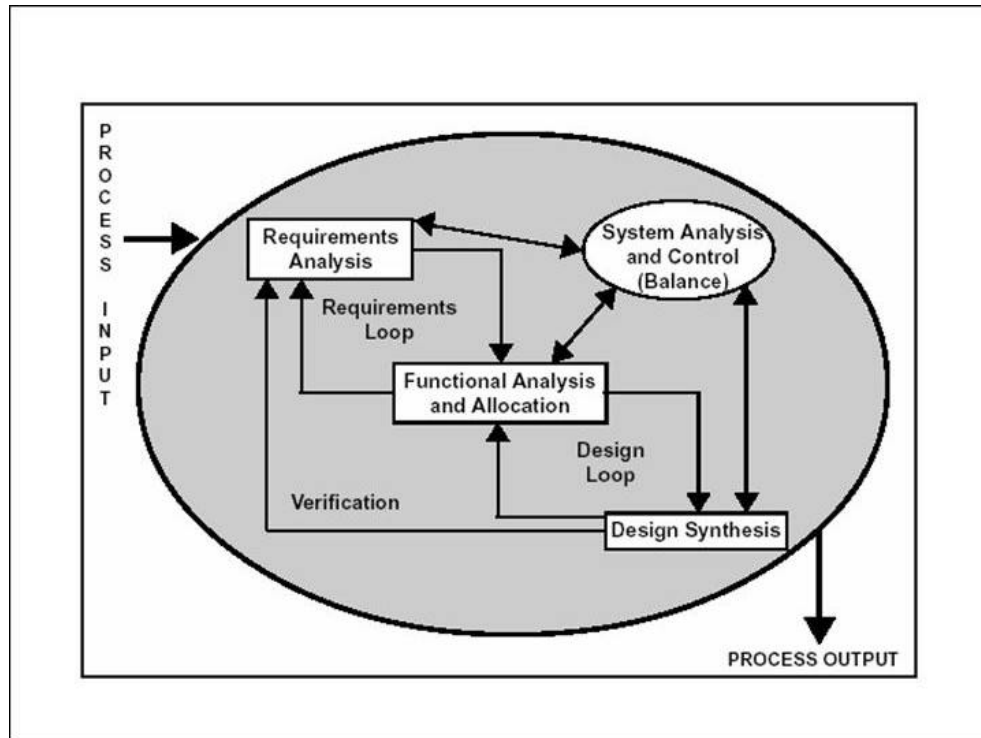 PROCESS INPUT
Requirements
Analysis
System Analysis
and Control
(Balance)
Requirements
Loop
Functional Analysis
and Allocation
Design
Loop
Verification
Design Synthesis
PROCESS OUTPUT